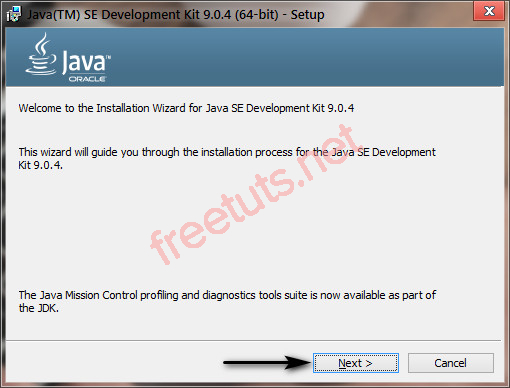 Java(TM) SE Development Kit 9.0.4 (64-bit) - Setup
Java™
ORACLE
Welcome to the Installation Wizard for Java SE Development Kit 9.0.4
This wizard will guide you through the installation process for the Java SE Development
Kit 9.0.4.
freetuts.net
The Java Mission Control profiling and diagnostics tools suite is now available as part of
the JDK.
Next >
Cancel